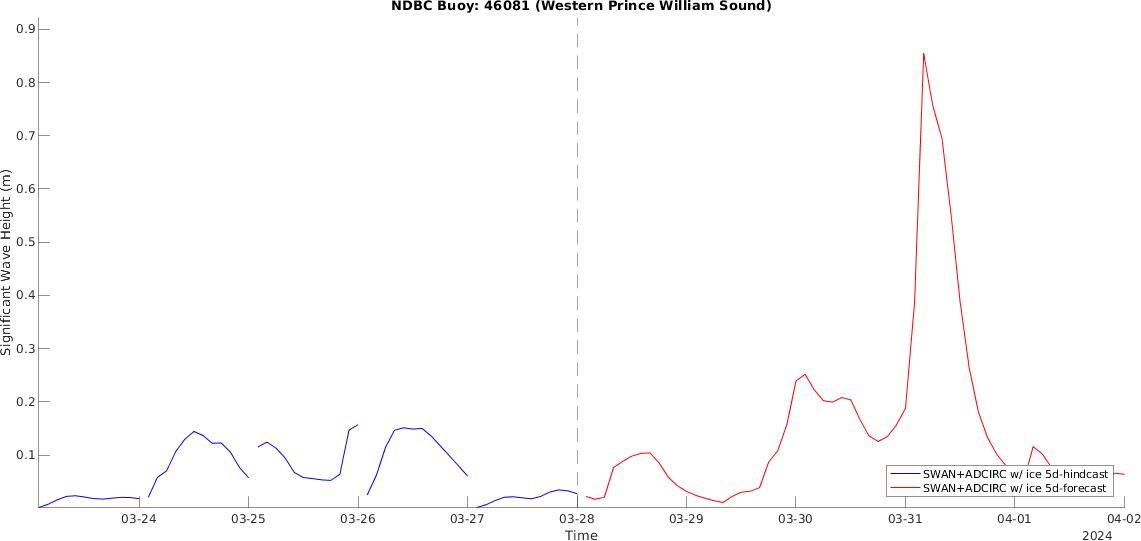 NDBC Buoy: 46081 (Western Prince William Sound)
Significant Wave Height (m)
0.9
0.8
0.7
0.6
0.5
0.4
0.3
0.2
0.1
SWAN+ADCIRC w/ ice 5d-hindcast
SWAN+ADCIRC w/ ice 5d-forecast
03-24 03-25 03-26 03-27 03-28 03-29 03-30 03-31 04-01 04-02
Time
2024